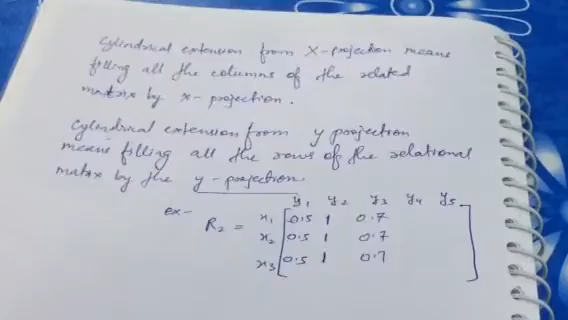 Cylindrical extension from X-projection means
filling all the columns of the related
matrix by x-projection.
Cylindrical extension from y projection
means filling all the rows of the relational
matrix by the y-projection.
y1 y2 y3 y4 y5
ex- R2 = x1 0.5 1 0.7
x2 0.5 1 0.7
x3 0.5 1 0.7